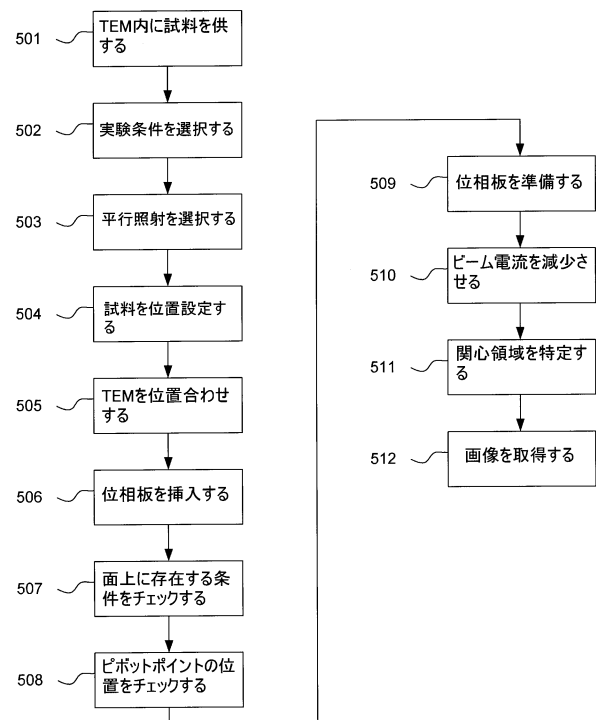 501
TEM内に試料を供
する
502
実験条件を選択する
503
平行照射を選択する
504
試料を位置設定す
る
505
TEMを位置合わせ
する
506
位相板を挿入する
507
面上に存在する条
件をチェックする
508
ピボットポイントの位
置をチェックする
509
位相板を準備する
510
ビーム電流を減少さ
せる
511
関心領域を特定す
る
512
画像を取得する